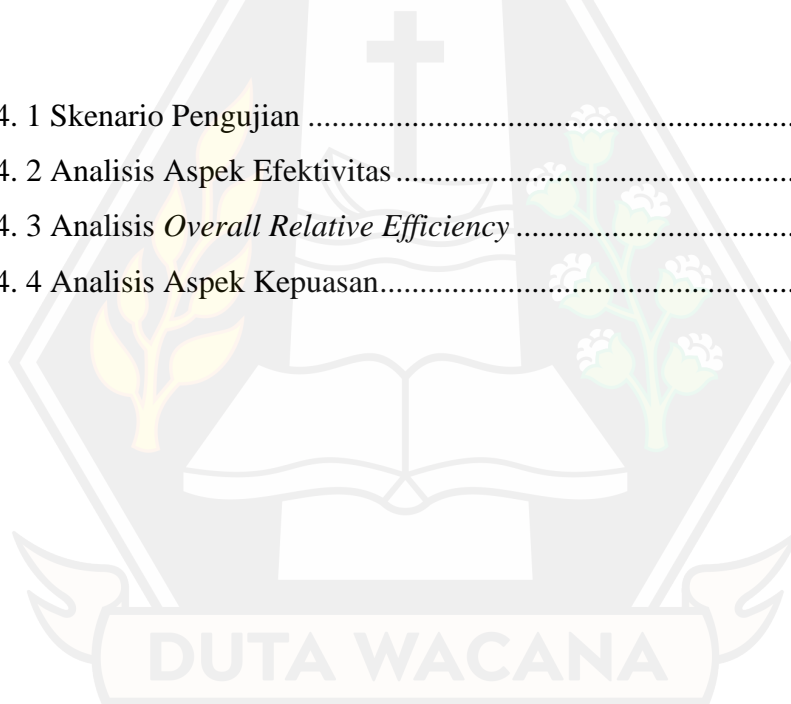 4. 1 Skenario Pengujian ......................................................................................................
4. 2 Analisis Aspek Efektivitas ......................................................................................................
4. 3 Analisis Overall Relative Efficiency ......................................................................................................
4. 4 Analisis Aspek Kepuasan......................................................................................................
DUTA WACANA